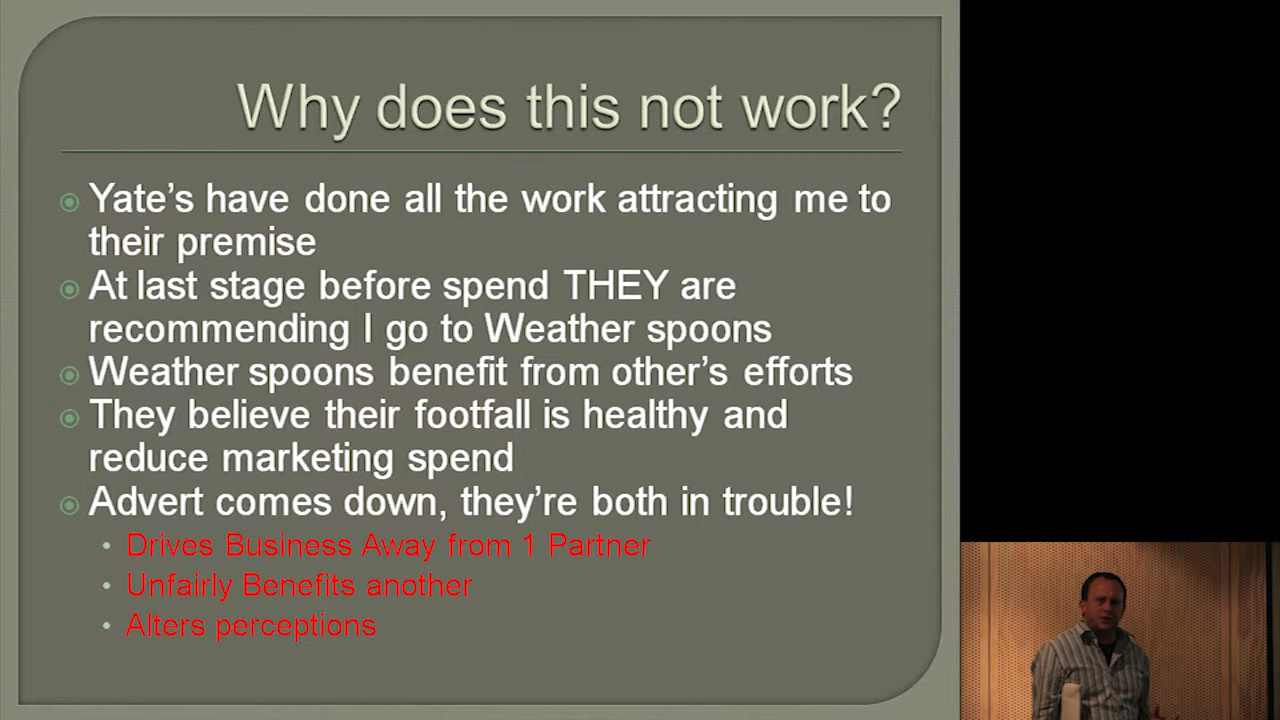 Why does this not work?
Yate’s have done all the work attracting me to
their premise
At last stage before spend THEY are
recommending I go to Weather spoons
Weather spoons benefit from other’s efforts
They believe their footfall is healthy and
reduce marketing spend
Advert comes down, they’re both in trouble!
Drives Business Away from 1 Partner
Unfairly Benefits another
Alters perceptions